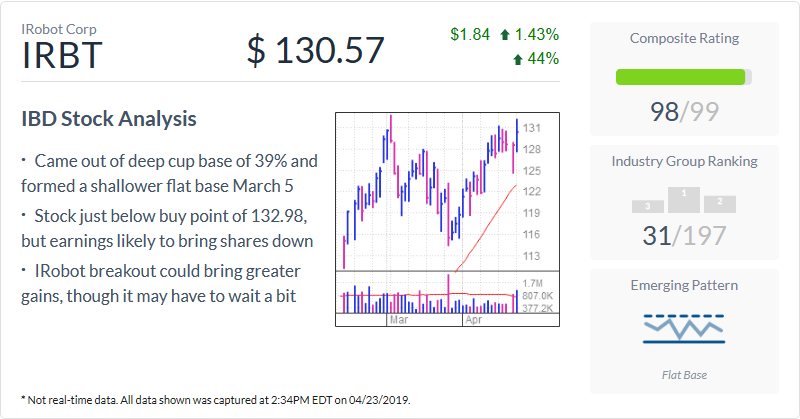 IRobot Corp
IRBT
$ 130.57
$1.84 1.43%
44%
IBD Stock Analysis
· Came out of deep cup base of 39% and
formed a shallower flat base March 5
· Stock just below buy point of 132.98,
but earnings likely to bring shares down
· IRobot breakout could bring greater
gains, though it may have to wait a bit
131
128
125
122
119
116
113
1.7M
807.0K
377.2K
Mar
Apr
* Not real-time data. All data shown was captured at 2:34PM EDT on 04/23/2019.
Composite Rating
98/99
Industry Group Ranking
3 1 2
31/197
Emerging Pattern
Flat Base